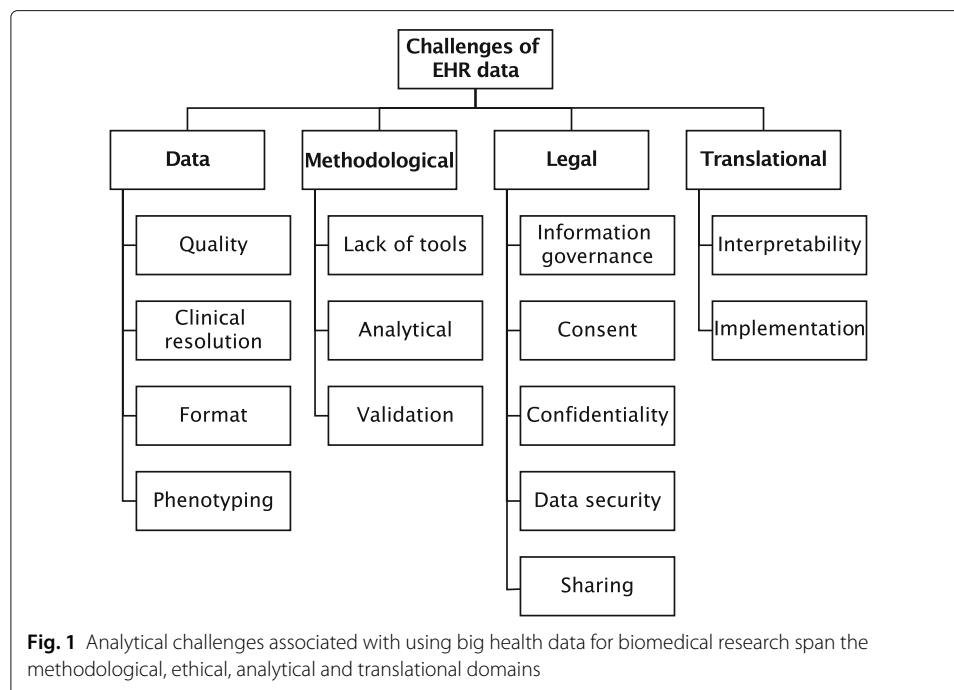 Challenges of
EHR data
Data
Methodological
Legal
Translational
Quality
Clinical
resolution
Format
Phenotyping
Lack of tools
Analytical
Validation
Information
governance
Consent
Confidentiality
Data security
Sharing
Interpretability
Implementation
Fig. 1 Analytical challenges associated with using big health data for biomedical research span the
methodological, ethical, analytical and translational domains